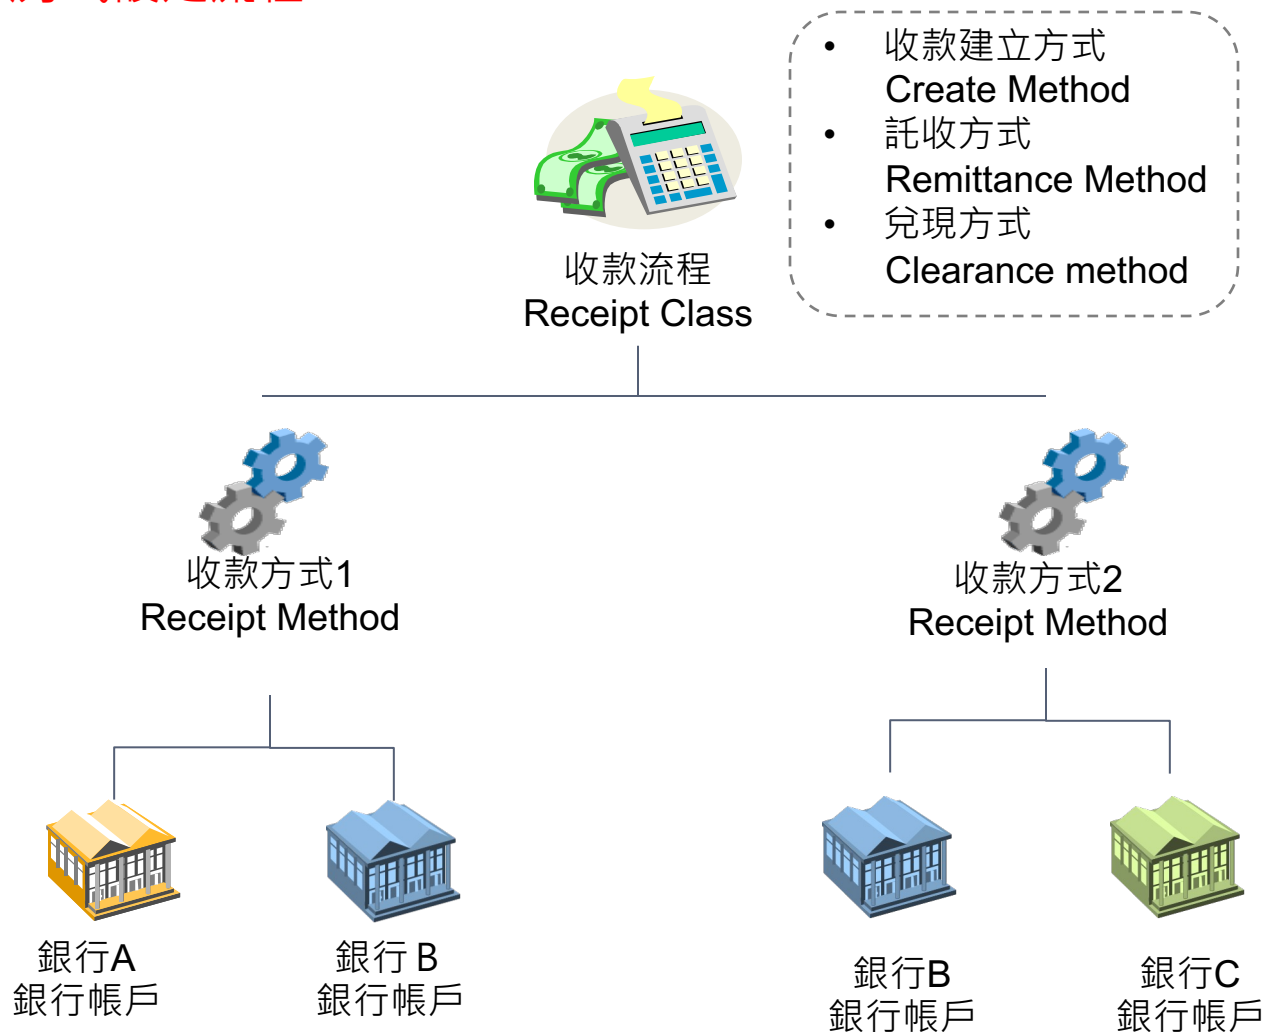 • 收款建立方式
Create Method
• 託收方式
Remittance Method
• 兌現方式
Clearance method
收款流程
Receipt Class
收款方式1
Receipt Method
收款方式2
Receipt Method
銀行A
銀行帳戶
銀行 B
銀行帳戶
銀行B
銀行帳戶
銀行C
銀行帳戶